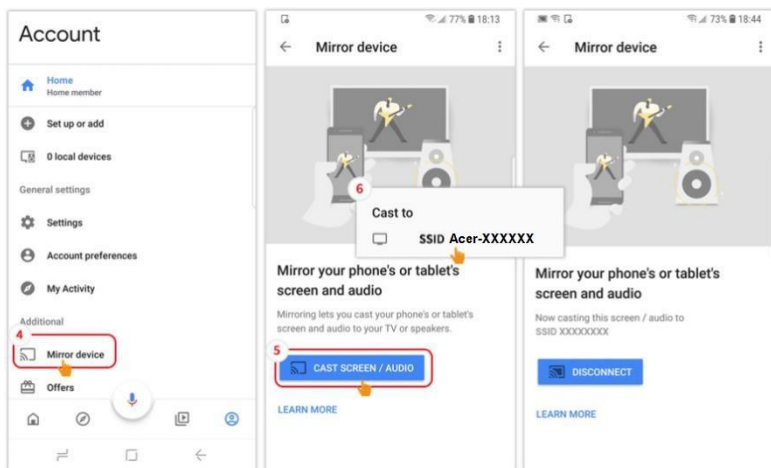 Account
Home
Home member
Set up or add
0 local devices
General settings
Settings
Account preferences
My Activity
Additional
4
Mirror device
Offers
77% 18:13
Mirror device
6
Cast to
SSID Acer-XXXXXX
Mirror your phone's or tablet's
screen and audio
Mirroring lets you cast your phone's or tablet's
screen and audio to your TV or speakers.
5
CAST SCREEN / AUDIO
LEARN MORE
73% 18:44
Mirror device
Mirror your phone's or tablet's
screen and audio
Now casting this screen / audio to
SSID XXXXXXXX
DISCONNECT
LEARN MORE